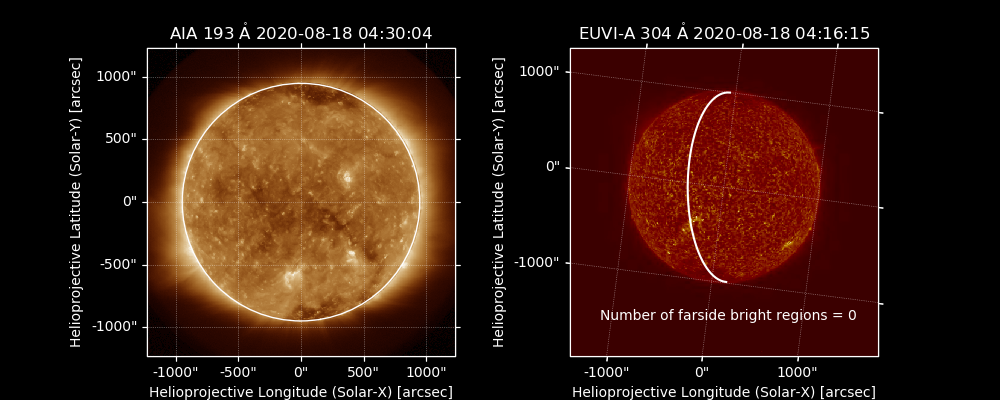 AIA 193 Å 2020-08-18 04:30:04
Helioprojective Latitude (Solar-Y) [arcsec]
1000"
500"
0"
-500"
-1000"
-1000" -500" 0" 500" 1000"
Helioprojective Longitude (Solar-X) [arcsec]
EUVI-A 304 Å 2020-08-18 04:16:15
Helioprojective Latitude (Solar-Y) [arcsec]
1000"
0"
-1000"
Number of farside bright regions = 0
-1000" 0" 1000"
Helioprojective Longitude (Solar-X) [arcsec]